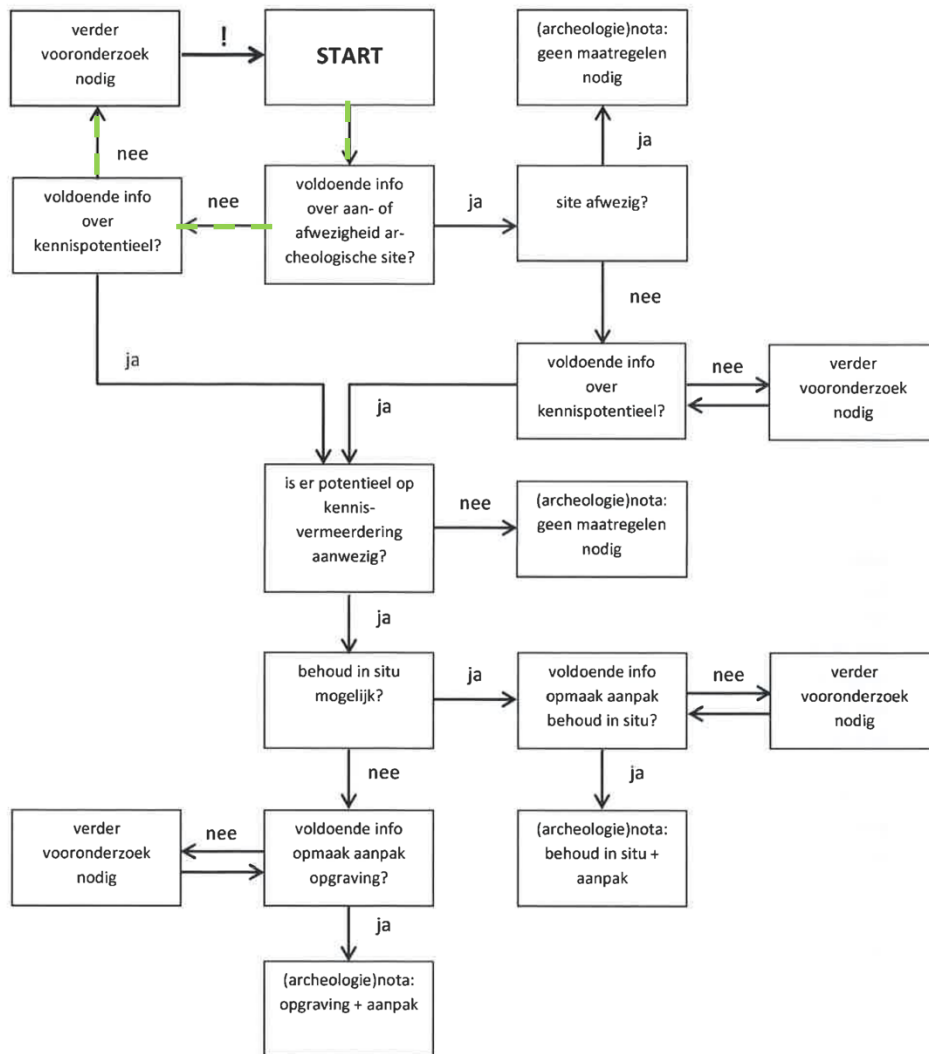 verder
vooronderzoek
nodig
!
START
(archeologie)nota:
geen maatregelen
nodig
nee
ja
voldoende info
over
kennispotentieel?
nee
voldoende info
over aan- of
afwezigheid ar-
cheologische site?
ja
site afwezig?
nee
ja
voldoende info
over
kennispotentieel?
nee
verder
vooronderzoek
nodig
ja
is er potentieel op
kennis-
vermeerdering
aanwezig?
nee
(archeologie)nota:
geen maatregelen
nodig
ja
behoud in situ
mogelijk?
ja
voldoende info
opmaak aanpak
behoud in situ?
nee
verder
vooronderzoek
nodig
nee
ja
verder
vooronderzoek
nodig
nee
voldoende info
opmaak aanpak
opgraving?
(archeologie)nota:
behoud in situ +
aanpak
ja
(archeologie)nota:
opgraving + aanpak